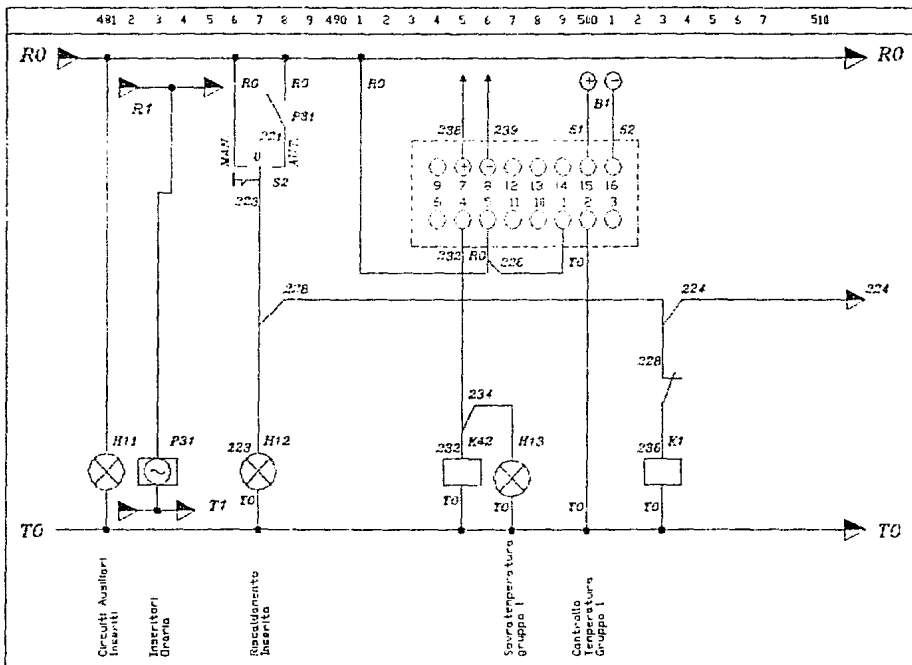 481 2 3 4 5 6 7 8 9 490 1 2 3 4 5 6 7 8 9 500 1 2 3 4 5 6 7 510
R0 R0
R1 R0 R0 R0
P31
B1
221
238 239 51 52
MAN. 0 AUT.
S2
223
9 7 8 12 13 14 15 16
6 4 5 11 10 1 2 3
232 R0 226 T0
228 224 224
228
234
H11 P31 223 H12 232 K42 H13 236 K1
T0 T0 T0 T0
T1
T0 T0
Circuiti Ausiliari
Inseriti
Inseritori
Orario
Riscaldamento
Inserito
Sovratemperatura
gruppo 1
Controllo
Temperatura
Gruppo 1